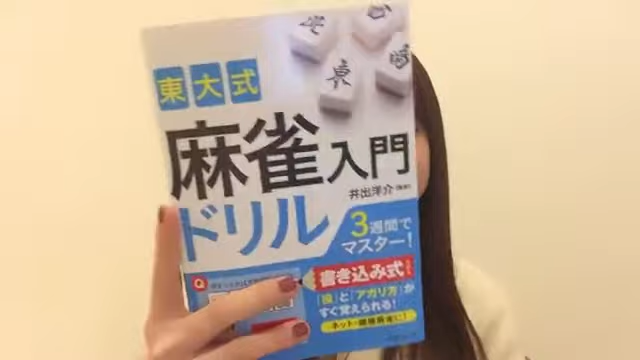 東大式
麻雀入門
井出洋介
ドリル
3週間で
マスター!
書き込み式
「役」と「アガリ方」が
すぐ覚えられる!
東